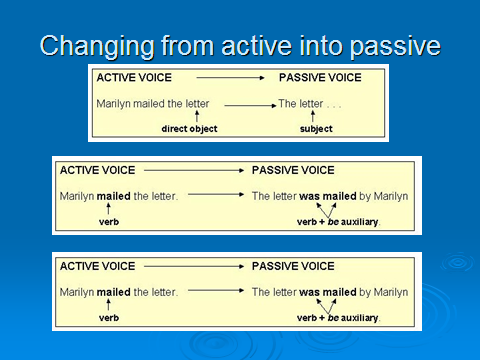 Changing from active into passive
ACTIVE VOICE PASSIVE VOICE
Marilyn mailed the letter The letter . . .
direct object subject
ACTIVE VOICE PASSIVE VOICE
Marilyn mailed the letter. The letter was mailed by Marilyn
verb verb + be auxiliary.
ACTIVE VOICE PASSIVE VOICE
Marilyn mailed the letter. The letter was mailed by Marilyn
verb verb + be auxiliary.